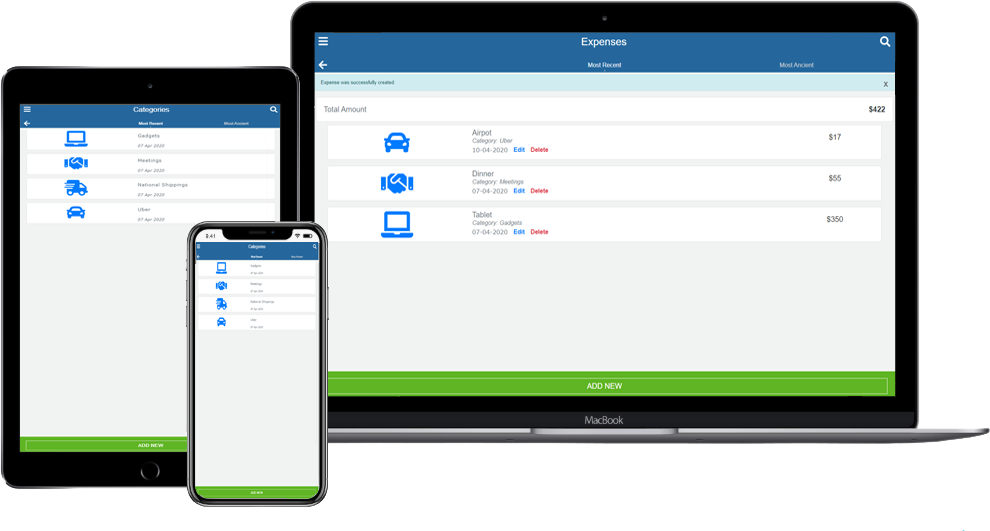 Expenses
Most Recent
Most Ancient
Expense was successfully created
X
Total Amount
$422
Airpot
$17
Category: Uber
10-04-2020 Edit Delete
Dinner
$55
Category: Meetings
07-04-2020 Edit Delete
Tablet
$350
Category: Gadgets
07-04-2020 Edit Delete
ADD NEW
MacBook
Categories
Most Recent
Most Ancient
Gadgets
07 Apr 2020
Meetings
07 Apr 2020
National Shippings
07 Apr 2020
Uber
07 Apr 2020
ADD NEW
9:41
Categories
Most Recent
Most Ancient
Gadgets
07 Apr 2020
Meetings
07 Apr 2020
National Shippings
07 Apr 2020
Uber
07 Apr 2020
ADD NEW